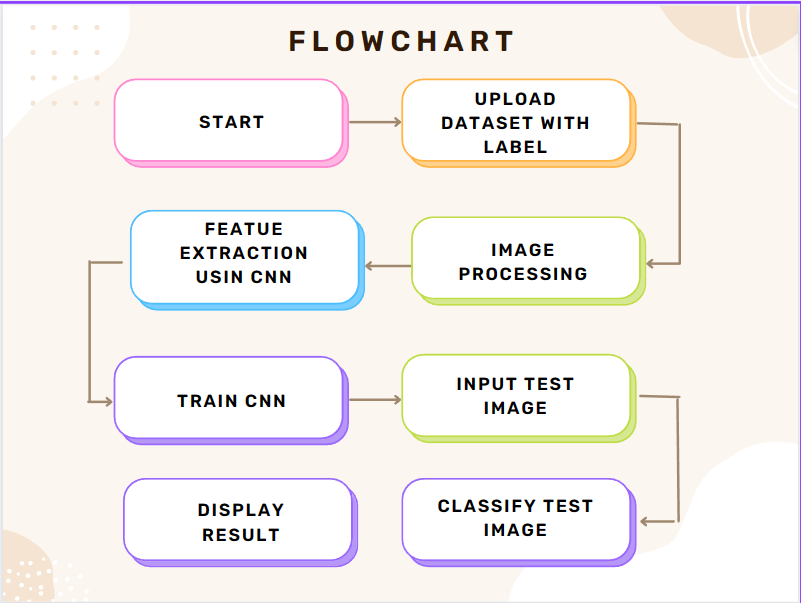 FLOWCHART
START
UPLOAD
DATASET WITH
LABEL
FEATUE
EXTRACTION
USIN CNN
IMAGE
PROCESSING
TRAIN CNN
INPUT TEST
IMAGE
DISPLAY
RESULT
CLASSIFY TEST
IMAGE